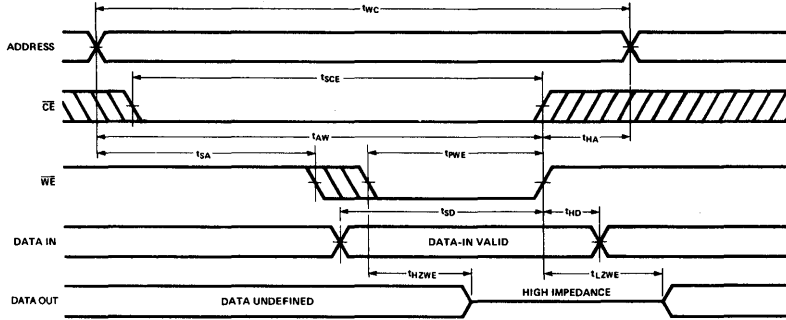 tWC
ADDRESS
tSCE
CE
tAW
tHA
tSA
tPWE
WE
tSD
tHD
DATA IN
DATA-IN VALID
tHZWE
tLZWE
DATA OUT
DATA UNDEFINED
HIGH IMPEDANCE